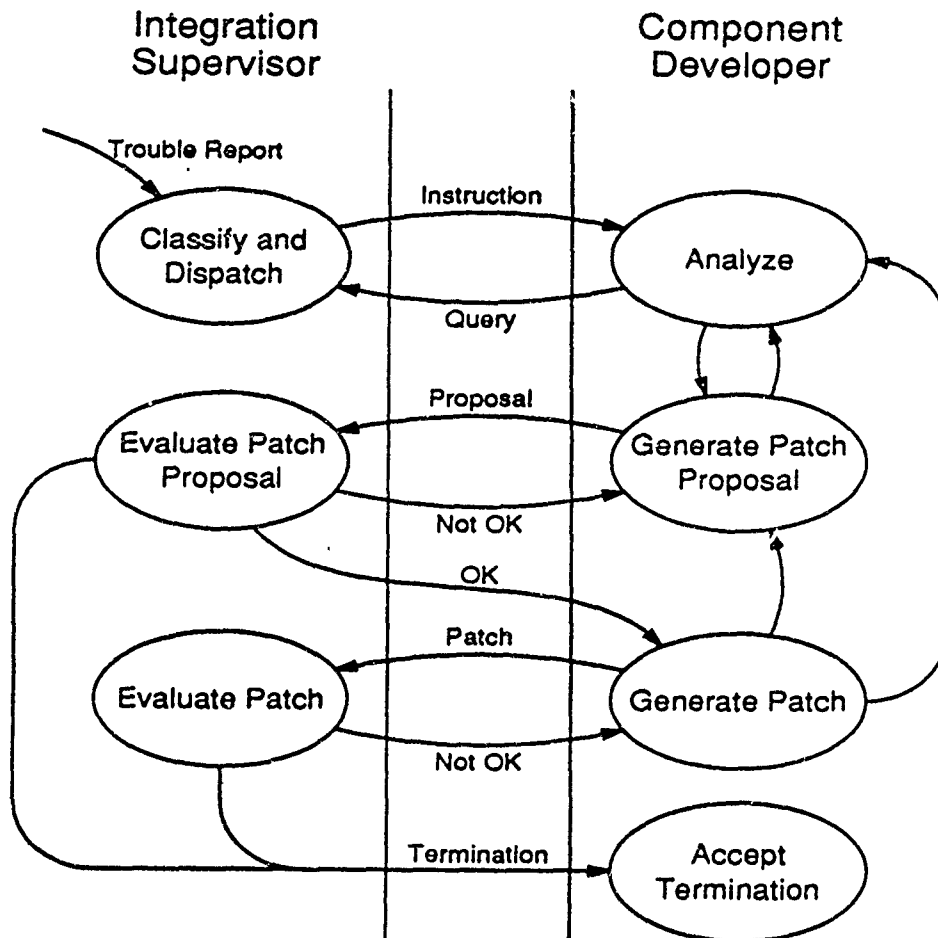 Integration
Supervisor
Component
Developer
Trouble Report
Instruction
Classify and
Dispatch
Analyze
Query
Proposal
Evaluate Patch
Proposal
Generate Patch
Proposal
Not OK
OK
Patch
Evaluate Patch
Generate Patch
Not OK
Termination
Accept
Termination